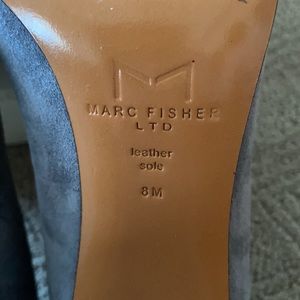 M
MARC FISHER
LTD
leather
sole
8M